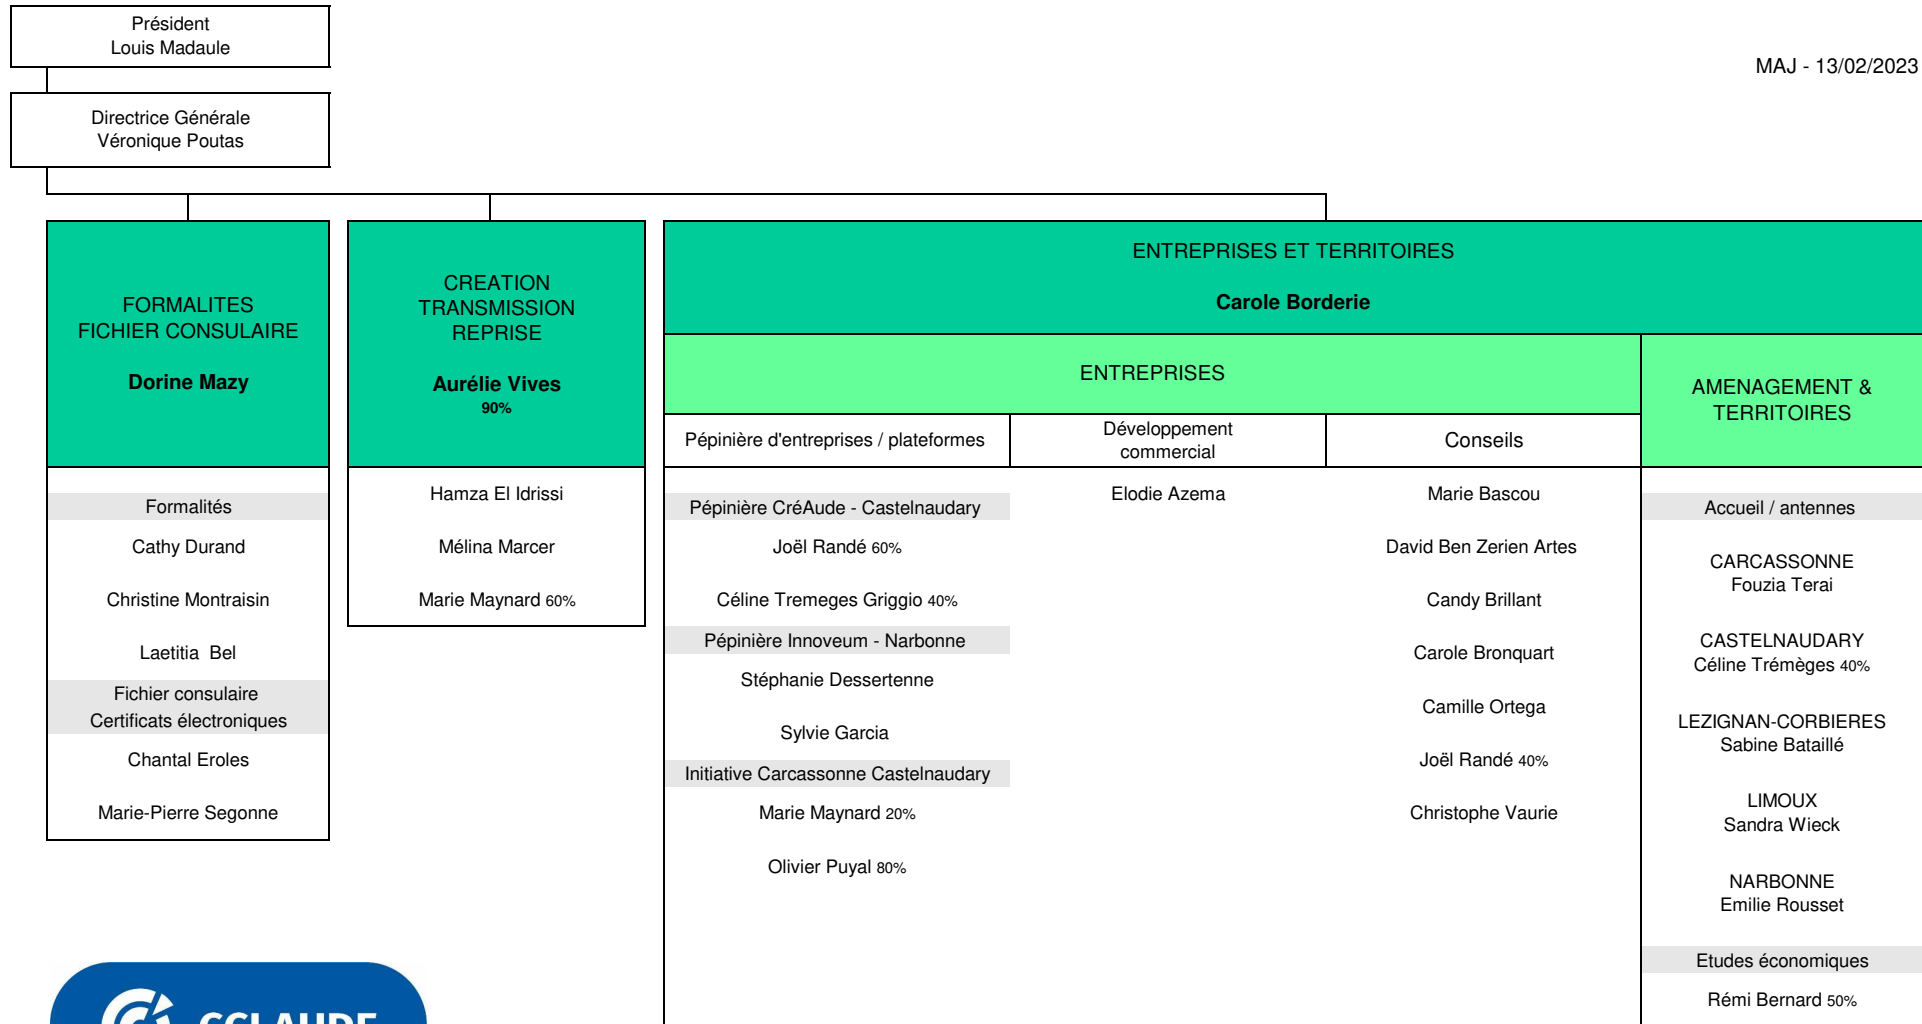 Président
Louis Madaule
MAJ - 13/02/2023
Directrice Générale
Véronique Poutas
FORMALITES
FICHIER CONSULAIRE
Dorine Mazy
Formalités
Cathy Durand
Christine Montraisin
Laetitia Bel
Fichier consulaire
Certificats électroniques
Chantal Eroles
Marie-Pierre Segonne
CREATION
TRANSMISSION
REPRISE
Aurélie Vives
90%
Hamza El Idrissi
Mélina Marcer
Marie Maynard 60%
ENTREPRISES ET TERRITOIRES
Carole Borderie
ENTREPRISES
Pépinière d'entreprises / plateformes
Pépinière CréAude - Castelnaudary
Joël Randé 60%
Céline Tremeges Griggio 40%
Pépinière Innoveum - Narbonne
Stéphanie Dessertenne
Sylvie Garcia
Initiative Carcassonne Castelnaudary
Marie Maynard 20%
Olivier Puyal 80%
Développement
commercial
Elodie Azema
Conseils
Marie Bascou
David Ben Zerien Artes
Candy Brillant
Carole Bronquart
Camille Ortega
Joël Randé 40%
Christophe Vaurie
AMENAGEMENT &
TERRITOIRES
Accueil / antennes
CARCASSONNE
Fouzia Terai
CASTELNAUDARY
Céline Trémèges 40%
LEZIGNAN-CORBIERES
Sabine Bataillé
LIMOUX
Sandra Wieck
NARBONNE
Emilie Rousset
Etudes économiques
Rémi Bernard 50%
CCI AUDE